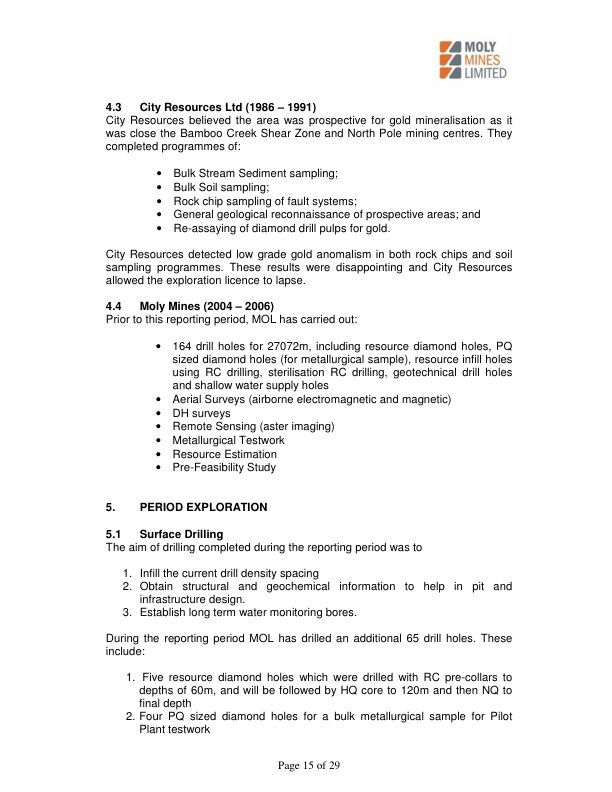 MOLY
MINES
LIMITED
4.3 City Resources Ltd (1986 – 1991)
City Resources believed the area was prospective for gold mineralisation as it
was close the Bamboo Creek Shear Zone and North Pole mining centres. They
completed programmes of:
• Bulk Stream Sediment sampling;
• Bulk Soil sampling;
• Rock chip sampling of fault systems;
• General geological reconnaissance of prospective areas; and
• Re-assaying of diamond drill pulps for gold.
City Resources detected low grade gold anomalism in both rock chips and soil
sampling programmes. These results were disappointing and City Resources
allowed the exploration licence to lapse.
4.4 Moly Mines (2004 – 2006)
Prior to this reporting period, MOL has carried out:
• 164 drill holes for 27072m, including resource diamond holes, PQ
sized diamond holes (for metallurgical sample), resource infill holes
using RC drilling, sterilisation RC drilling, geotechnical drill holes
and shallow water supply holes
• Aerial Surveys (airborne electromagnetic and magnetic)
• DH surveys
• Remote Sensing (aster imaging)
• Metallurgical Testwork
• Resource Estimation
• Pre-Feasibility Study
5. PERIOD EXPLORATION
5.1 Surface Drilling
The aim of drilling completed during the reporting period was to
1. Infill the current drill density spacing
2. Obtain structural and geochemical information to help in pit and
infrastructure design.
3. Establish long term water monitoring bores.
During the reporting period MOL has drilled an additional 65 drill holes. These
include:
1. Five resource diamond holes which were drilled with RC pre-collars to
depths of 60m, and will be followed by HQ core to 120m and then NQ to
final depth
2. Four PQ sized diamond holes for a bulk metallurgical sample for Pilot
Plant testwork
Page 15 of 29